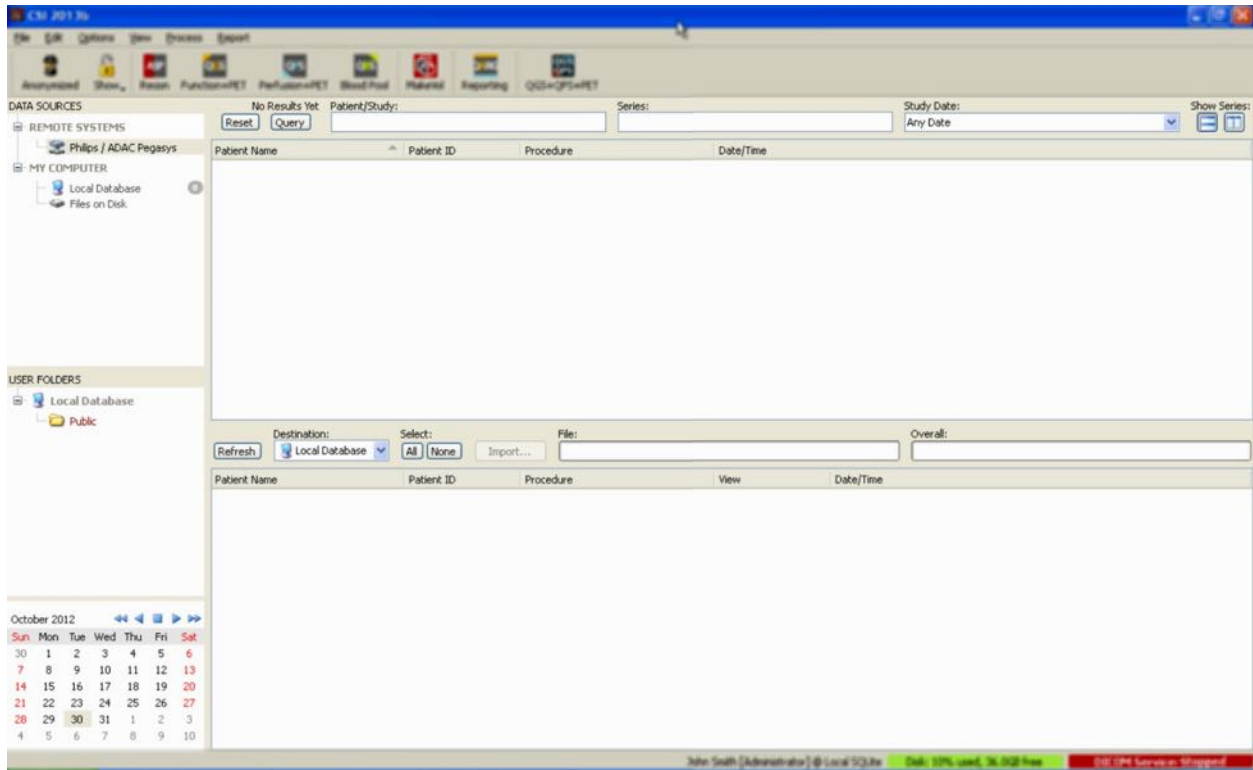 CSI 2013b
File Edit Options View Process Export
Anonymized Show... Function+PET Perfusion+PET Blood Pool Reporting QGS+QPS+PET
DATA SOURCES
REMOTE SYSTEMS
Philips / ADAC Pegasys
MY COMPUTER
Local Database
Files on Disk
No Results Yet Patient/Study: Series: Study Date: Show Series:
Reset Query Any Date
Patient Name Patient ID Procedure Date/Time
USER FOLDERS
Local Database
Public
Destination: Select: File: Overall:
Refresh Local Database All None Import...
Patient Name Patient ID Procedure View Date/Time
October 2012
Sun Mon Tue Wed Thu Fri Sat
30 1 2 3 4 5 6
7 8 9 10 11 12 13
14 15 16 17 18 19 20
21 22 23 24 25 26 27
28 29 30 31 1 2 3
4 5 6 7 8 9 10
John Smith [Administrator] @ Local SQLite Disk: 10% used, 36.0GB free DICOM Service: Stopped